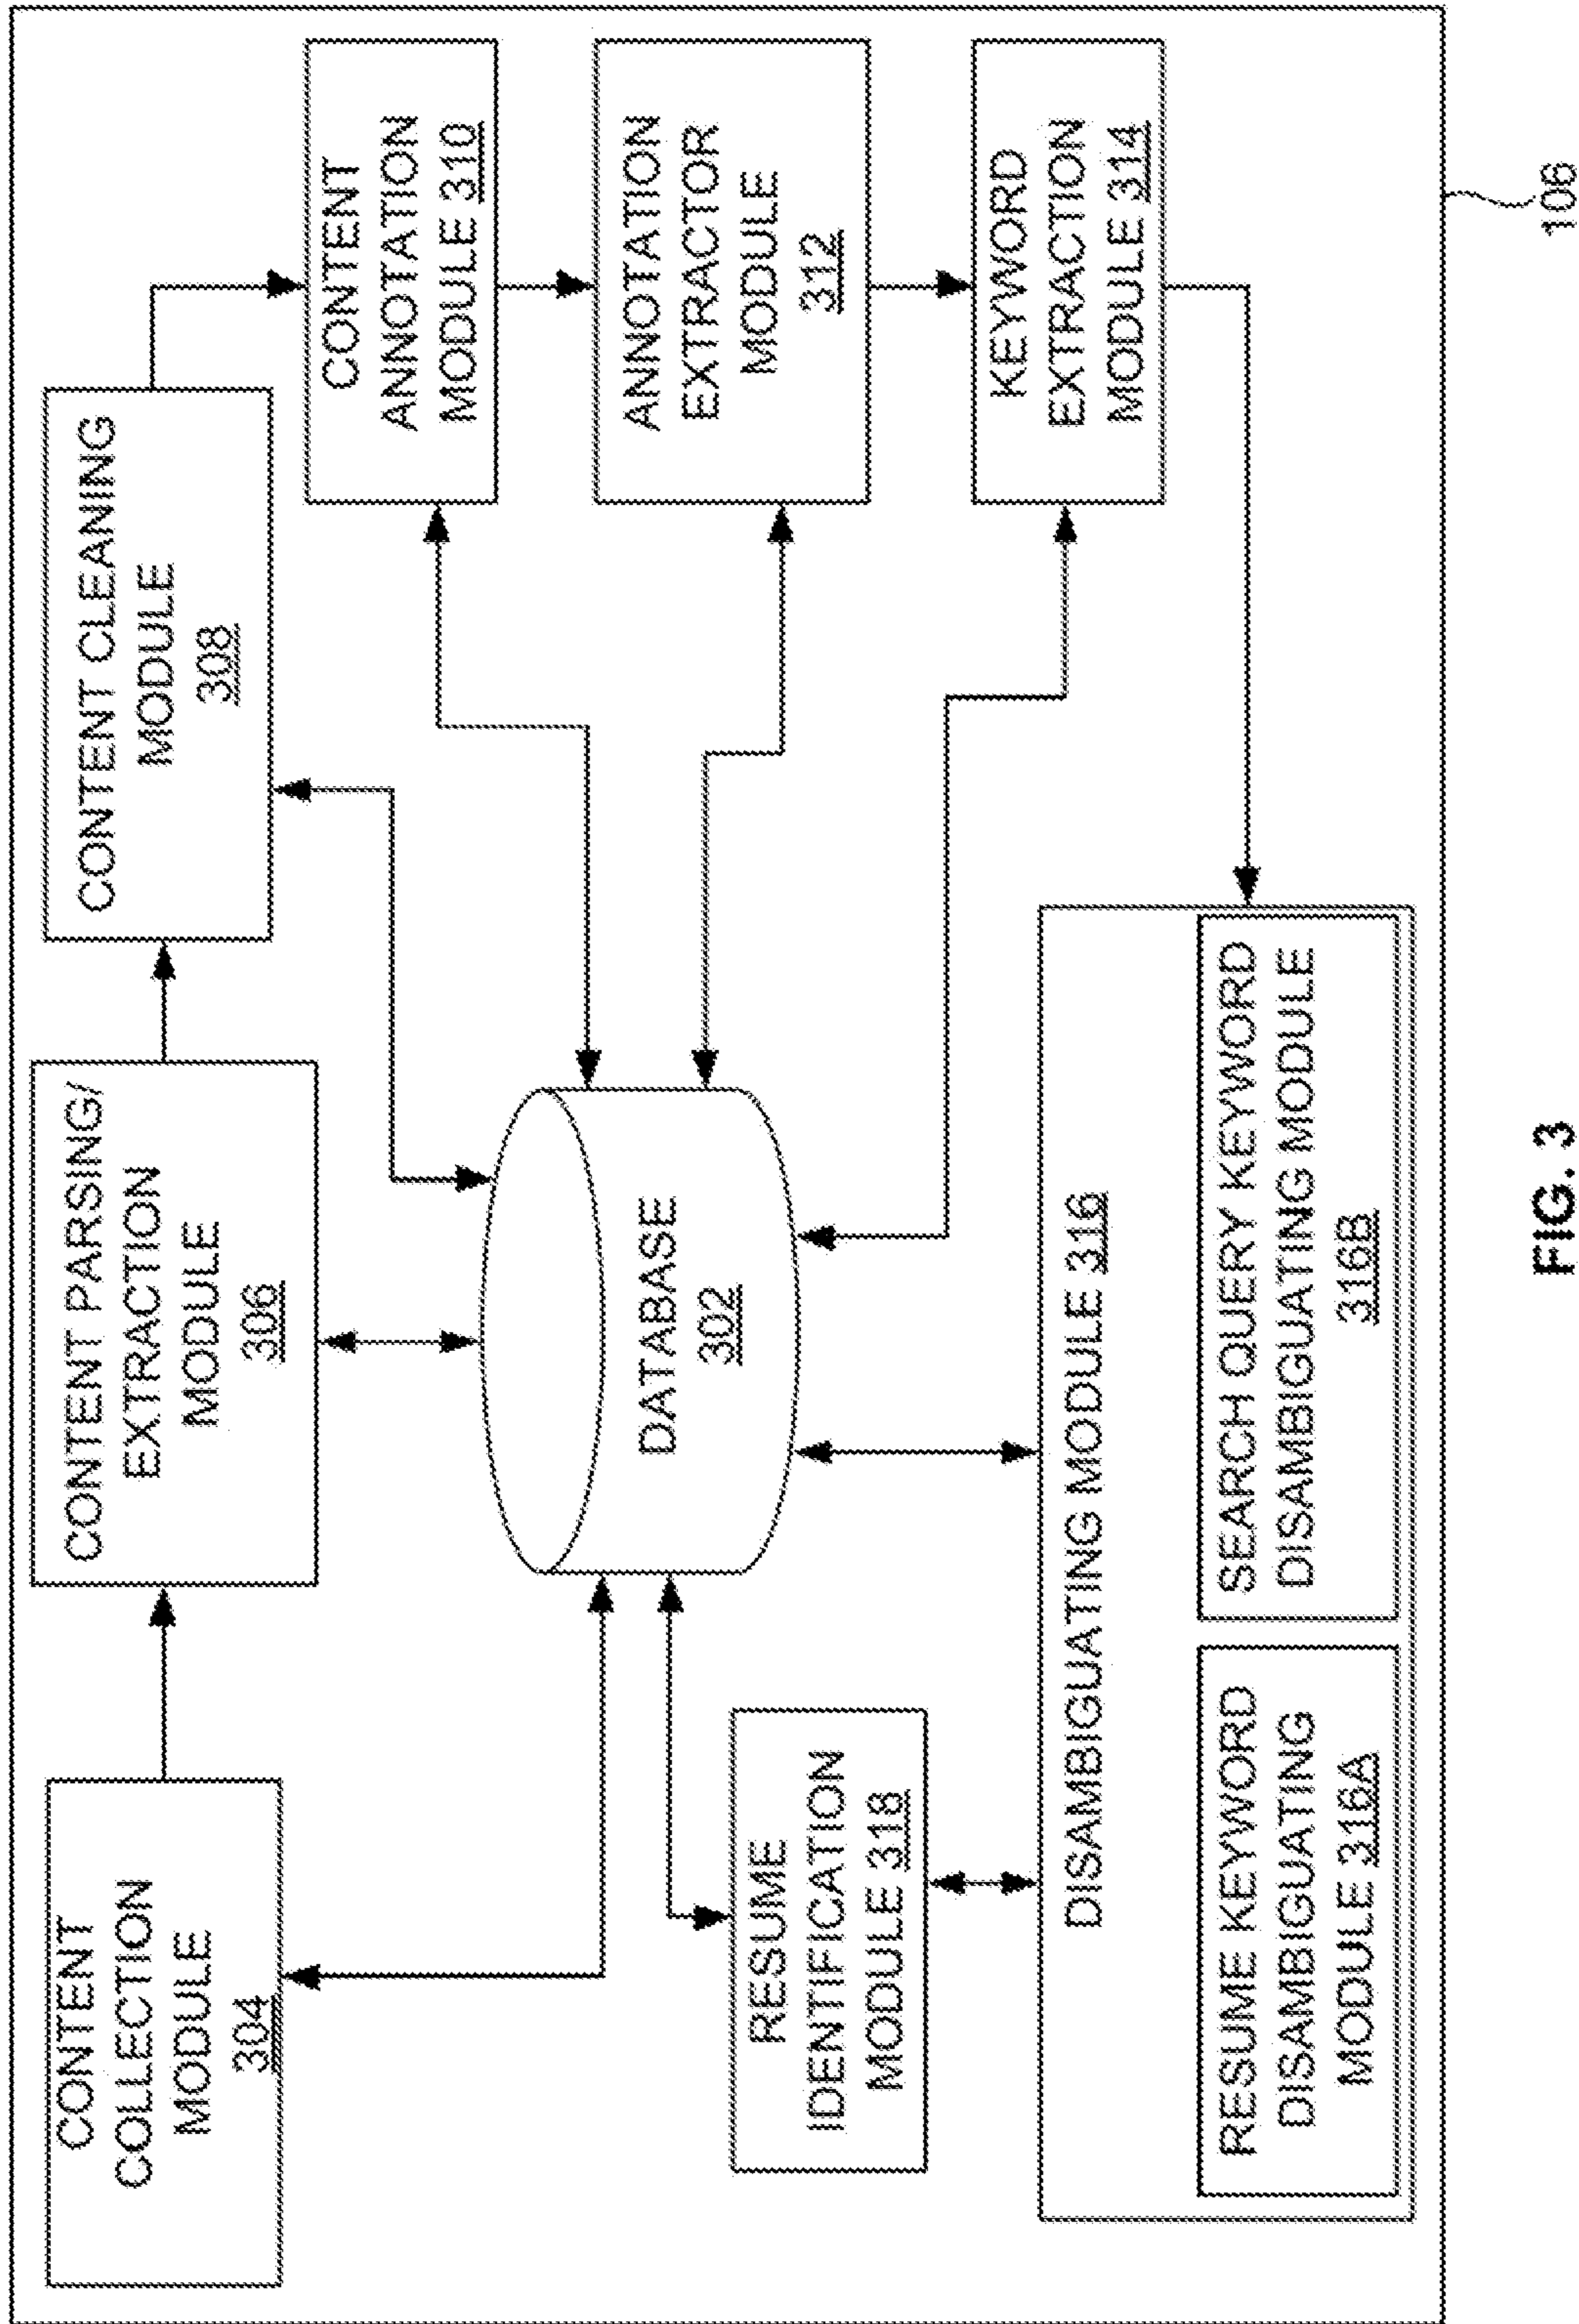 CONTENT
COLLECTION
MODULE
304
CONTENT PARSING/
EXTRACTION
MODULE
306
CONTENT CLEANING
MODULE
308
CONTENT
ANNOTATION
MODULE 310
ANNOTATION
EXTRACTOR
MODULE
312
KEYWORD
EXTRACTION
MODULE 314
DATABASE
302
RESUME
IDENTIFICATION
MODULE 318
DISAMBIGUATING MODULE 316
RESUME KEYWORD
DISAMBIGUATING
MODULE 316A
SEARCH QUERY KEYWORD
DISAMBIGUATING MODULE
316B
106
FIG. 3